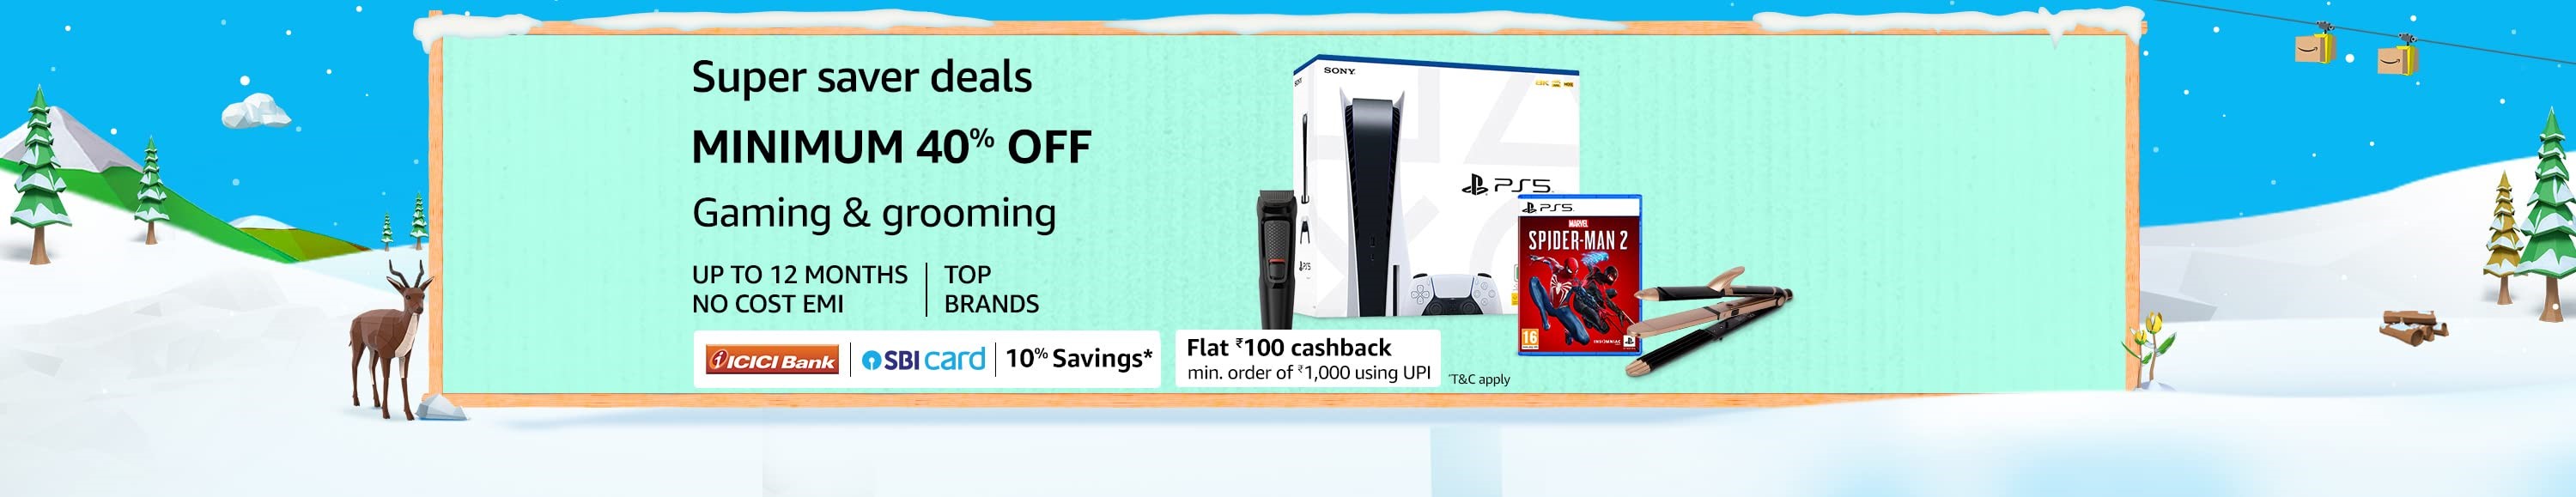 Super saver deals
MINIMUM 40% OFF
Gaming & grooming
UP TO 12 MONTHS
NO COST EMI
TOP
BRANDS
ICICI Bank
SBI card
10% Savings*
Flat ₹100 cashback
min. order of ₹1,000 using UPI
*T&C apply
SONY
PS5
PS5
MARVEL
SPIDER-MAN 2
16